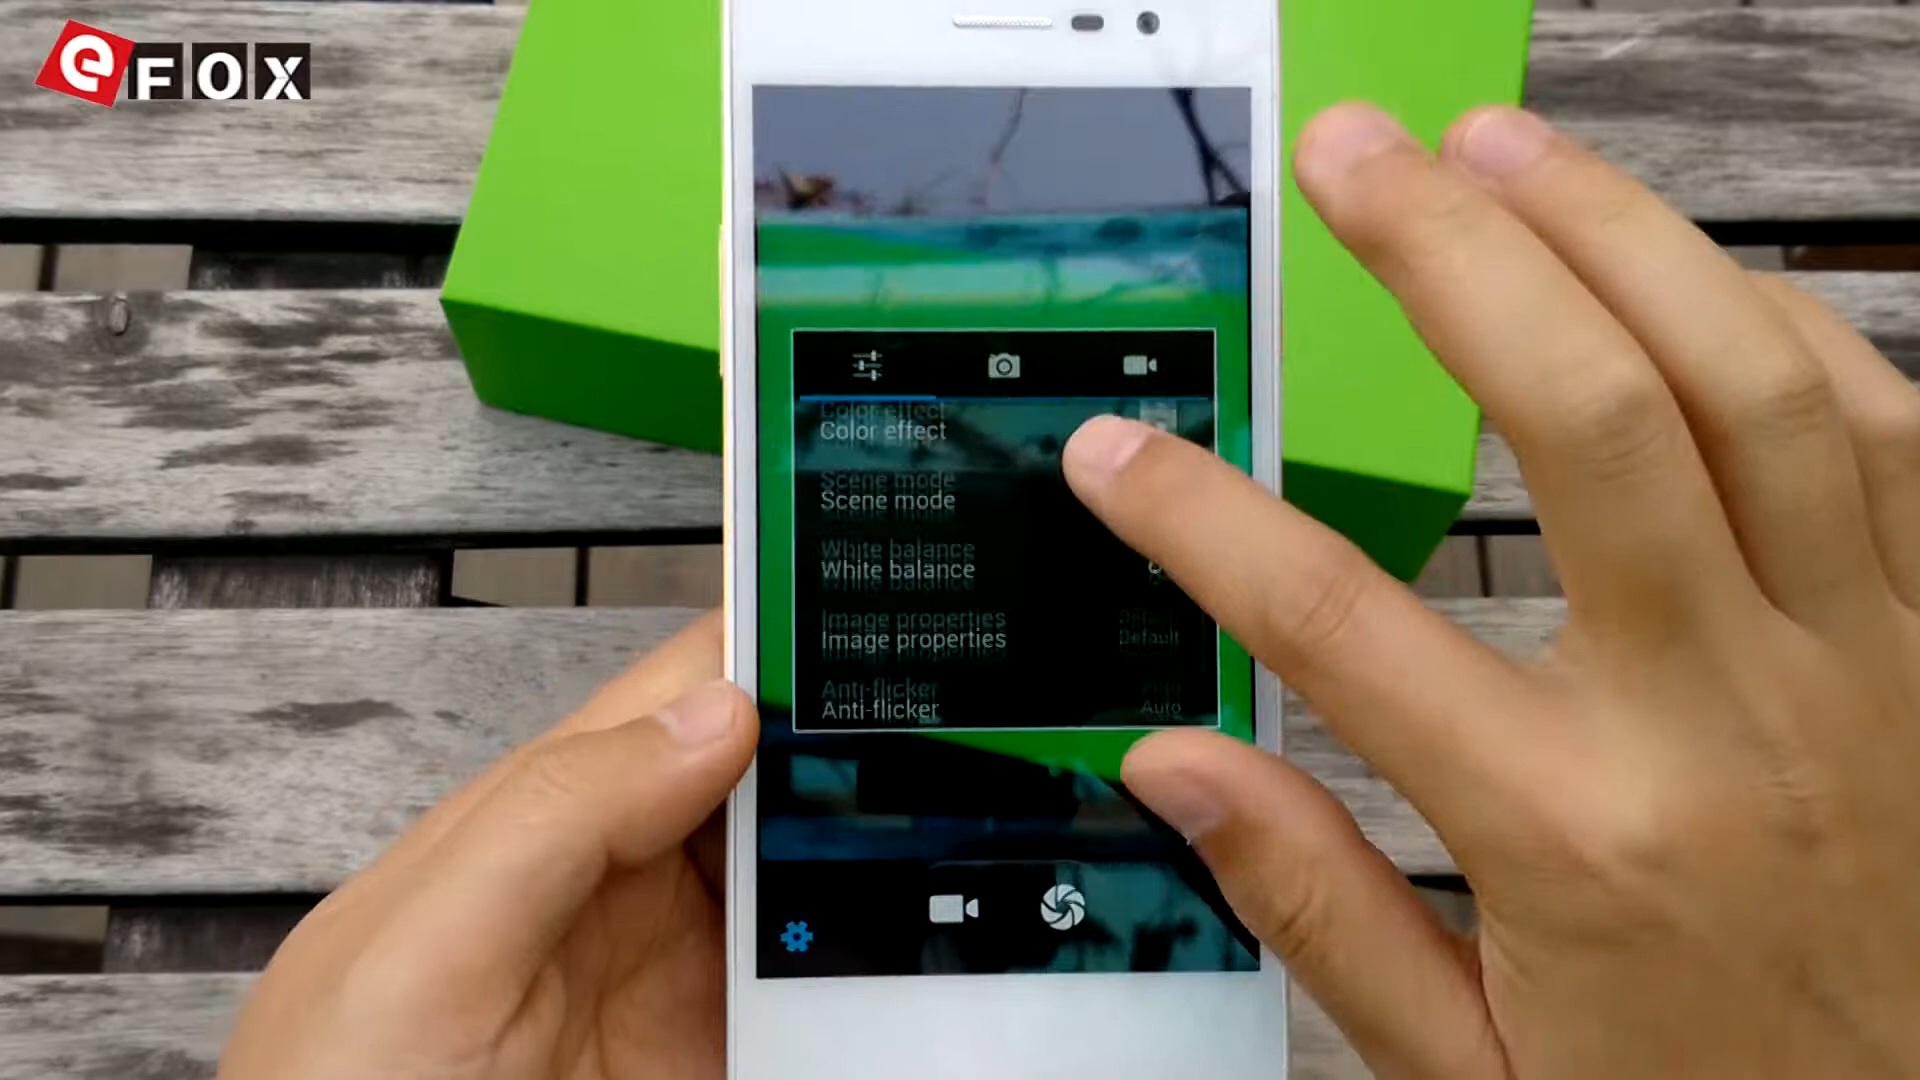 eFOX
Color effect
Scene mode
White balance
Image properties Default
Anti-flicker Auto